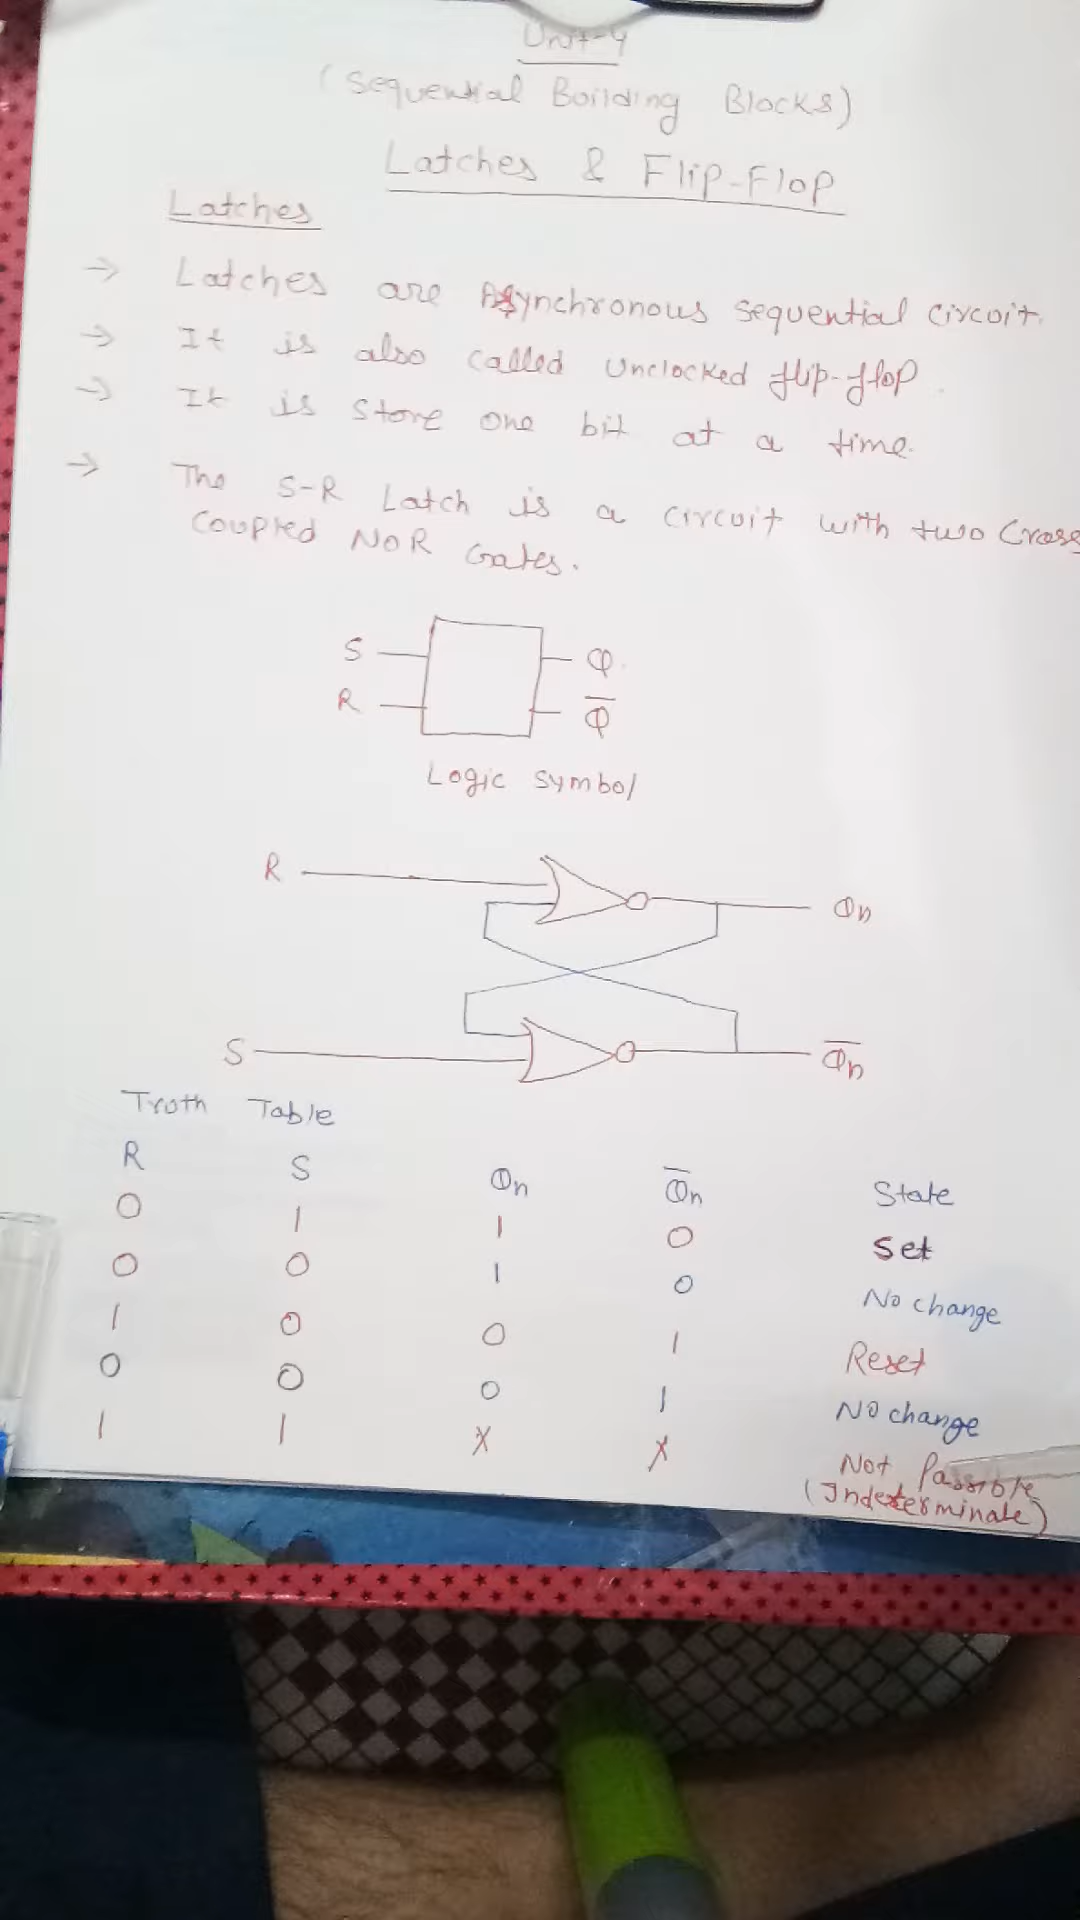 Unit-4
(Sequential Building Blocks)
Latches & Flip-Flop
Latches
→ Latches are Asynchronous sequential circuit.
→ It is also called Unclocked flip-flop.
→ It is store one bit at a time.
→ The S-R Latch is a circuit with two Cross
Coupled NOR Gates.
S Q
R Q̅
Logic symbol
R Qn
S Q̅n
Truth Table
R S Qn Q̅n State
0 1 1 0 Set
0 0 1 0 No change
1 0 0 1 Reset
0 0 0 1 No change
1 1 X X Not Possible
(Indeterminate)